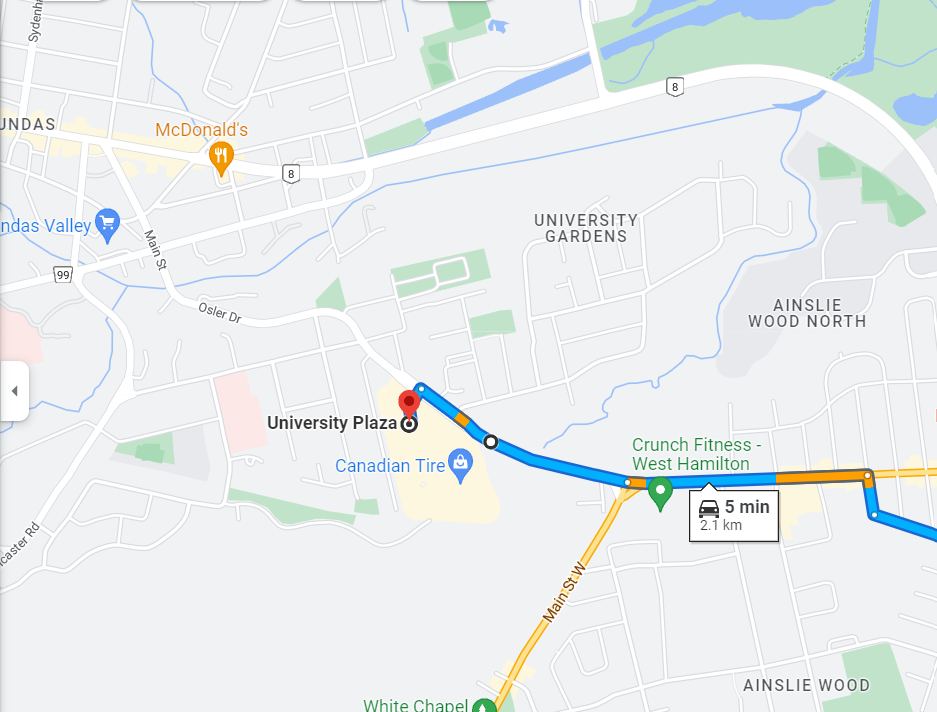 Sydenh
8
UNDAS
McDonald's
8
ndas Valley
Main St
UNIVERSITY
GARDENS
99
Osler Dr
AINSLIE
WOOD NORTH
University Plaza
Canadian Tire
Crunch Fitness -
West Hamilton
5 min
2.1 km
caster Rd
Main St W
AINSLIE WOOD
White Chapel